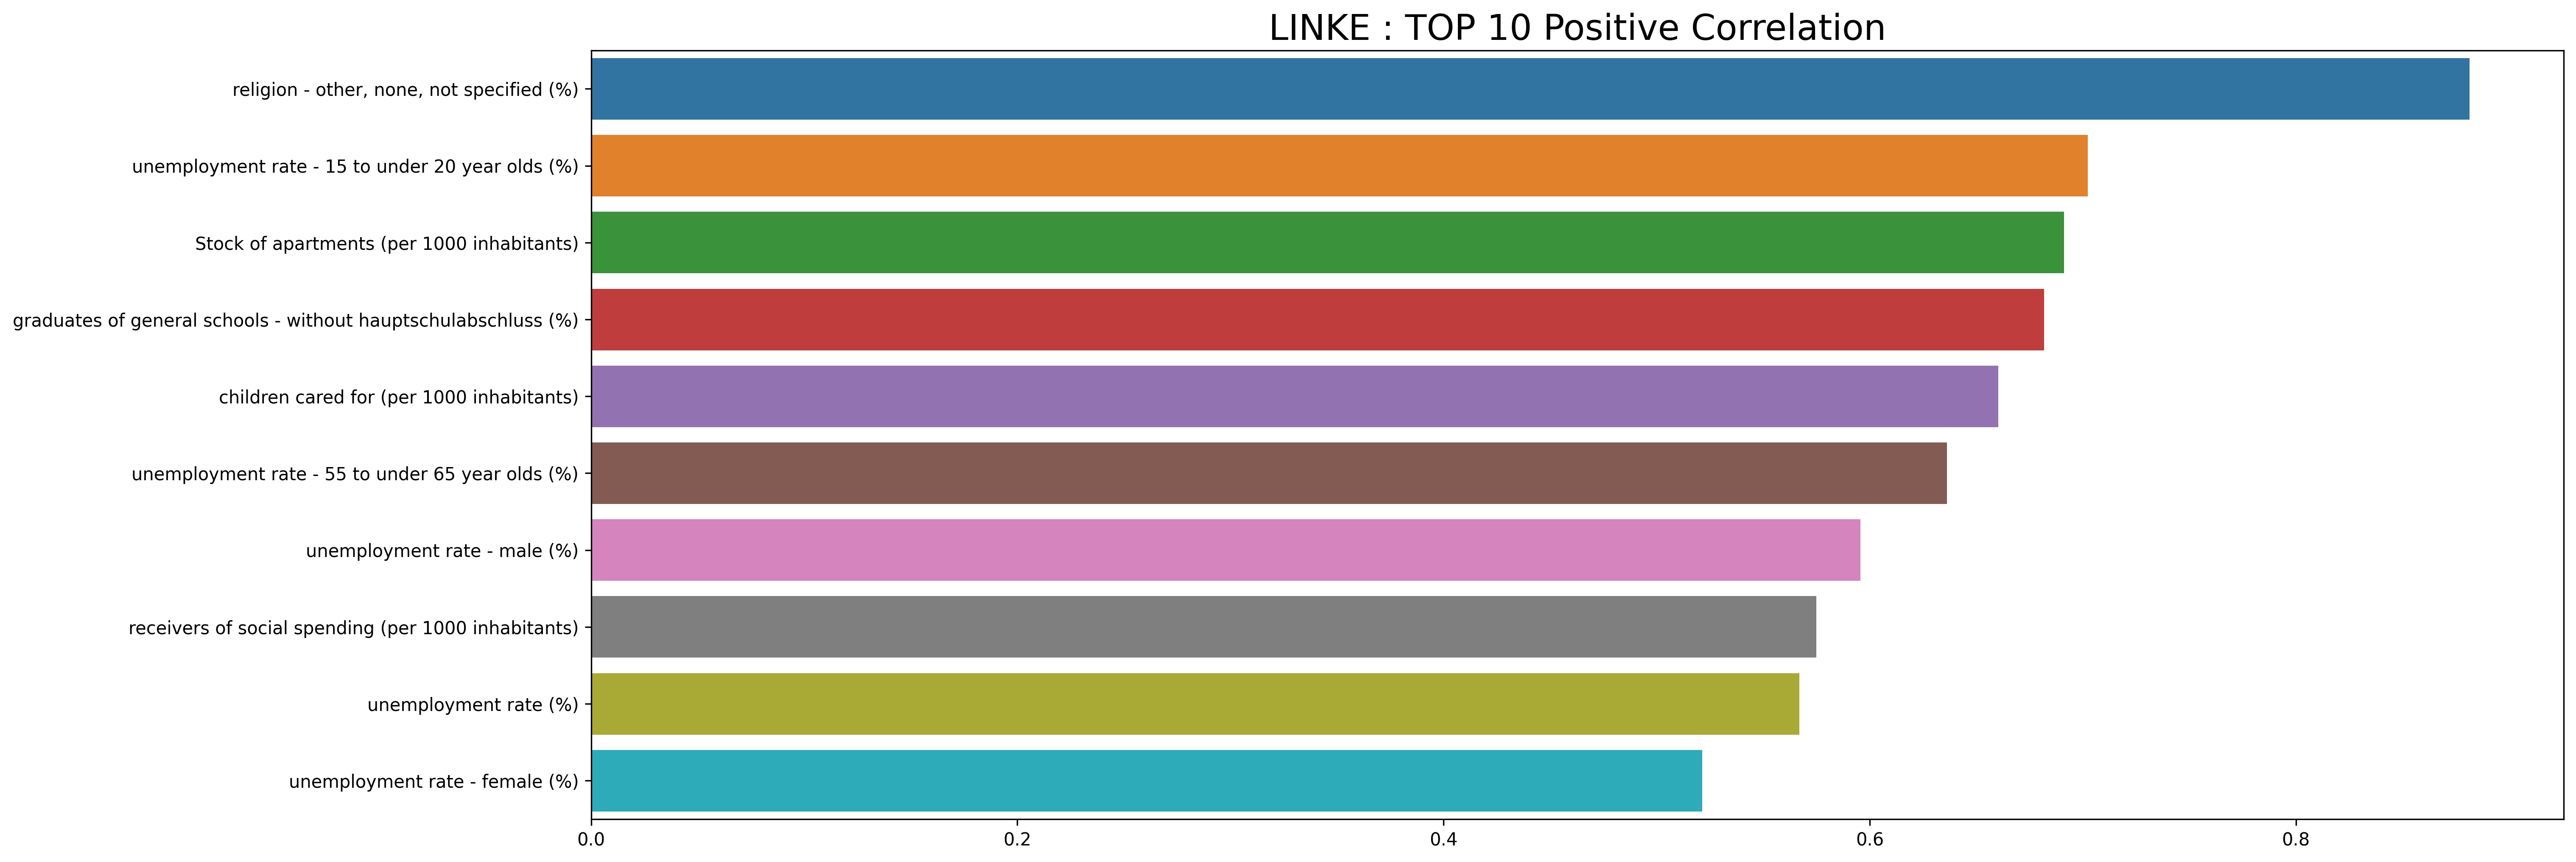 LINKE : TOP 10 Positive Correlation
religion - other, none, not specified (%)
unemployment rate - 15 to under 20 year olds (%)
Stock of apartments (per 1000 inhabitants)
graduates of general schools - without hauptschulabschluss (%)
children cared for (per 1000 inhabitants)
unemployment rate - 55 to under 65 year olds (%)
unemployment rate - male (%)
receivers of social spending (per 1000 inhabitants)
unemployment rate (%)
unemployment rate - female (%)
0.0 0.2 0.4 0.6 0.8